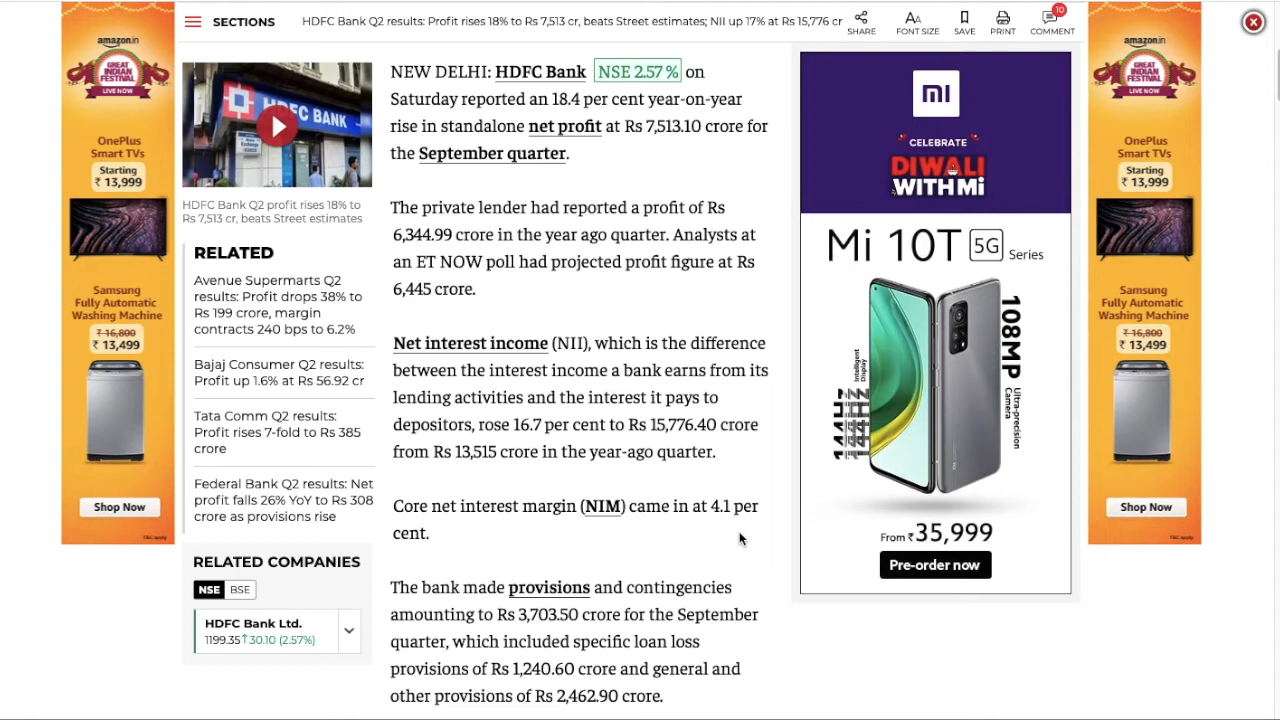 SECTIONS
HDFC Bank Q2 results: Profit rises 18% to Rs 7,513 cr, beats Street estimates; NII up 17% at Rs 15,776 cr
SHARE
FONT SIZE
SAVE
PRINT
10
COMMENT
amazon.in
GREAT
INDIAN
FESTIVAL
LIVE NOW
OnePlus
Smart TVs
Starting
₹ 13,999
Samsung
Fully Automatic
Washing Machine
₹ 16,800
₹ 13,499
Shop Now
T&C apply
HDFC BANK
HDFC Bank Q2 profit rises 18% to
Rs 7,513 cr, beats Street estimates
RELATED
Avenue Supermarts Q2
results: Profit drops 38% to
Rs 199 crore, margin
contracts 240 bps to 6.2%
Bajaj Consumer Q2 results:
Profit up 1.6% at Rs 56.92 cr
Tata Comm Q2 results:
Profit rises 7-fold to Rs 385
crore
Federal Bank Q2 results: Net
profit falls 26% YoY to Rs 308
crore as provisions rise
RELATED COMPANIES
NSE BSE
HDFC Bank Ltd.
1199.35↑30.10 (2.57%)
NEW DELHI: HDFC Bank NSE 2.57 % on
Saturday reported an 18.4 per cent year-on-year
rise in standalone net profit at Rs 7,513.10 crore for
the September quarter.
The private lender had reported a profit of Rs
6,344.99 crore in the year ago quarter. Analysts at
an ET NOW poll had projected profit figure at Rs
6,445 crore.
Net interest income (NII), which is the difference
between the interest income a bank earns from its
lending activities and the interest it pays to
depositors, rose 16.7 per cent to Rs 15,776.40 crore
from Rs 13,515 crore in the year-ago quarter.
Core net interest margin (NIM) came in at 4.1 per
cent.
The bank made provisions and contingencies
amounting to Rs 3,703.50 crore for the September
quarter, which included specific loan loss
provisions of Rs 1,240.60 crore and general and
other provisions of Rs 2,462.90 crore.
mi
CELEBRATE
DIWALI
WITH Mi
Mi 10T 5G Series
144Hz
Intelligent
Display
108MP
Ultra-precision
Camera
From ₹35,999
Pre-order now
amazon.in
GREAT
INDIAN
FESTIVAL
LIVE NOW
OnePlus
Smart TVs
Starting
₹ 13,999
Samsung
Fully Automatic
Washing Machine
₹ 16,800
₹ 13,499
Shop Now
T&C apply